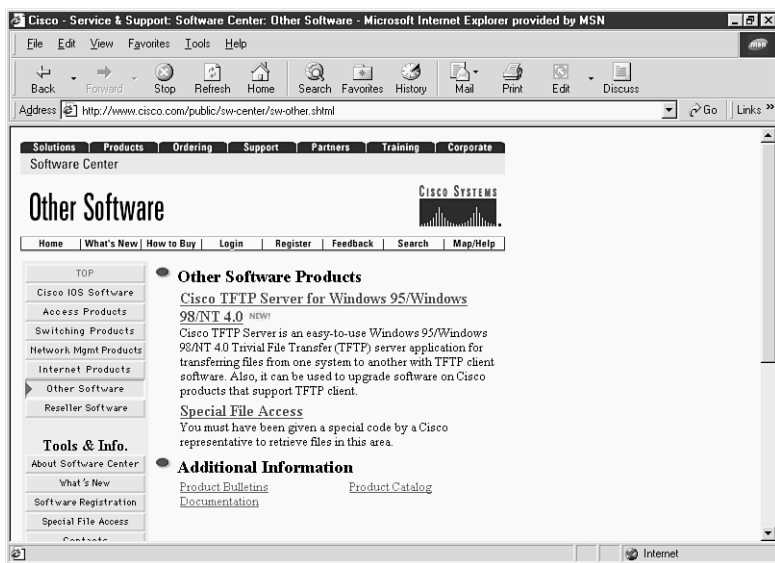 Cisco - Service & Support: Software Center: Other Software - Microsoft Internet Explorer provided by MSN
File Edit View Favorites Tools Help
msn
Back Forward Stop Refresh Home Search Favorites History Mail Print Edit Discuss
Address http://www.cisco.com/public/sw-center/sw-other.shtml Go Links »
Solutions Products Ordering Support Partners Training Corporate
Software Center
Other Software
CISCO SYSTEMS
Home What's New How to Buy Login Register Feedback Search Map/Help
TOP
Cisco IOS Software
Access Products
Switching Products
Network Mgmt Products
Internet Products
Other Software
Reseller Software
Tools & Info.
About Software Center
What's New
Software Registration
Special File Access
Contacts
Other Software Products
Cisco TFTP Server for Windows 95/Windows
98/NT 4.0 NEW!
Cisco TFTP Server is an easy-to-use Windows 95/Windows
98/NT 4.0 Trivial File Transfer (TFTP) server application for
transferring files from one system to another with TFTP client
software. Also, it can be used to upgrade software on Cisco
products that support TFTP client.
Special File Access
You must have been given a special code by a Cisco
representative to retrieve files in this area.
Additional Information
Product Bulletins Product Catalog
Documentation
Internet